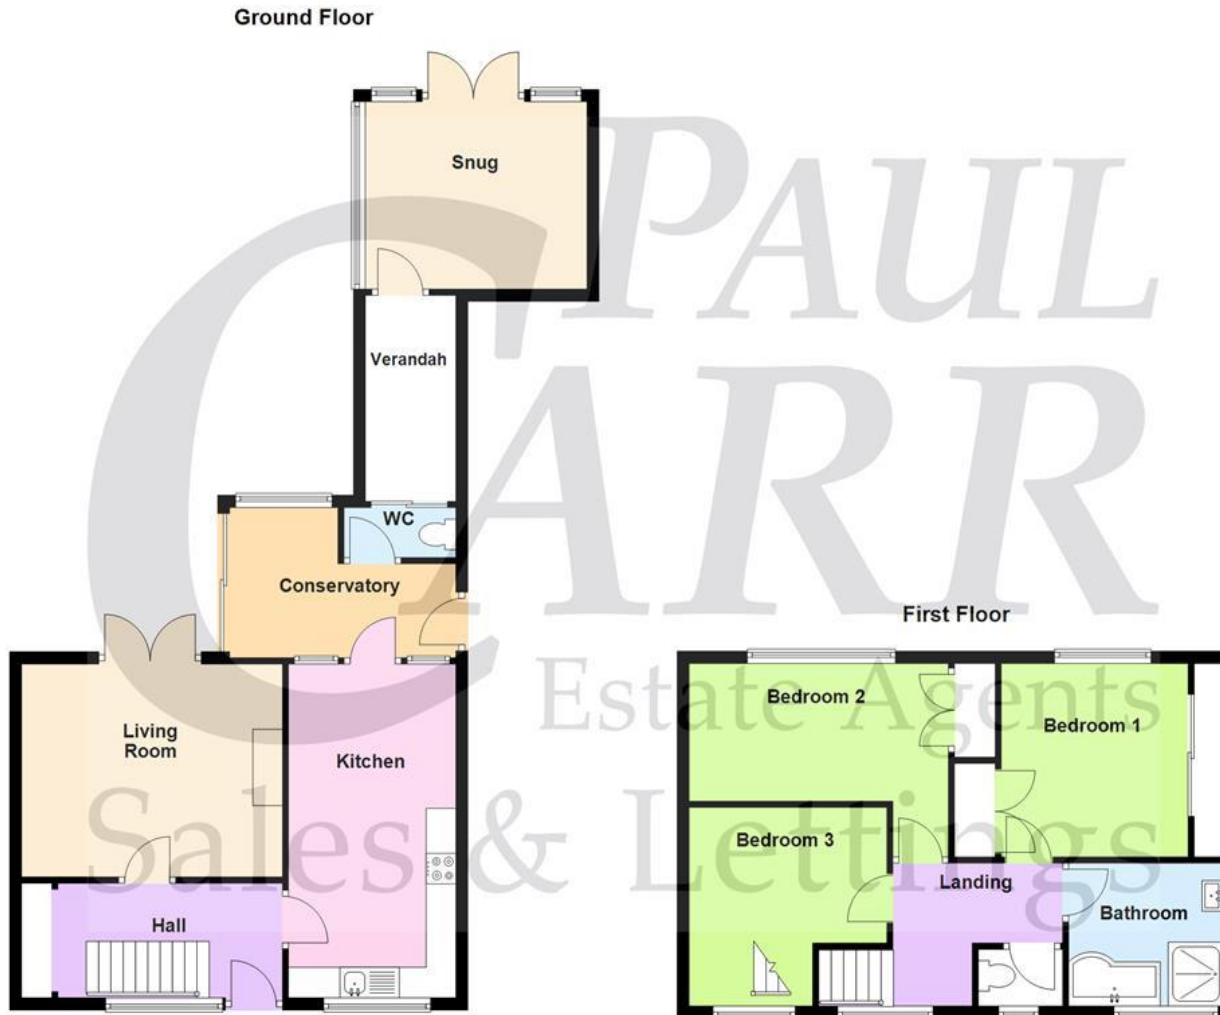 Ground Floor
Snug
Verandah
WC
Conservatory
Living
Room
Kitchen
Hall
First Floor
Bedroom 2
Bedroom 1
Bedroom 3
Landing
Bathroom
PAUL
CARR
Estate Agents
Sales & Lettings